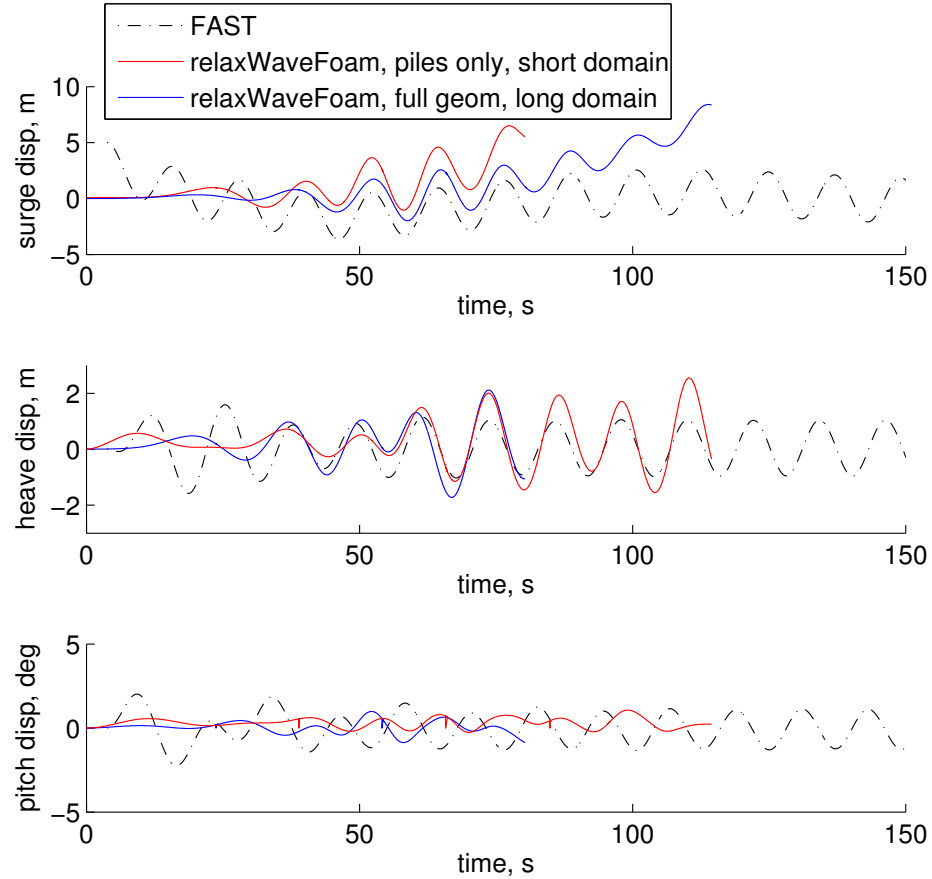 FAST
relaxWaveFoam, piles only, short domain
relaxWaveFoam, full geom, long domain
surge disp, m
10
5
0
−5
0 50 100 150
time, s
heave disp, m
2
0
−2
0 50 100 150
time, s
pitch disp, deg
5
0
−5
0 50 100 150
time, s